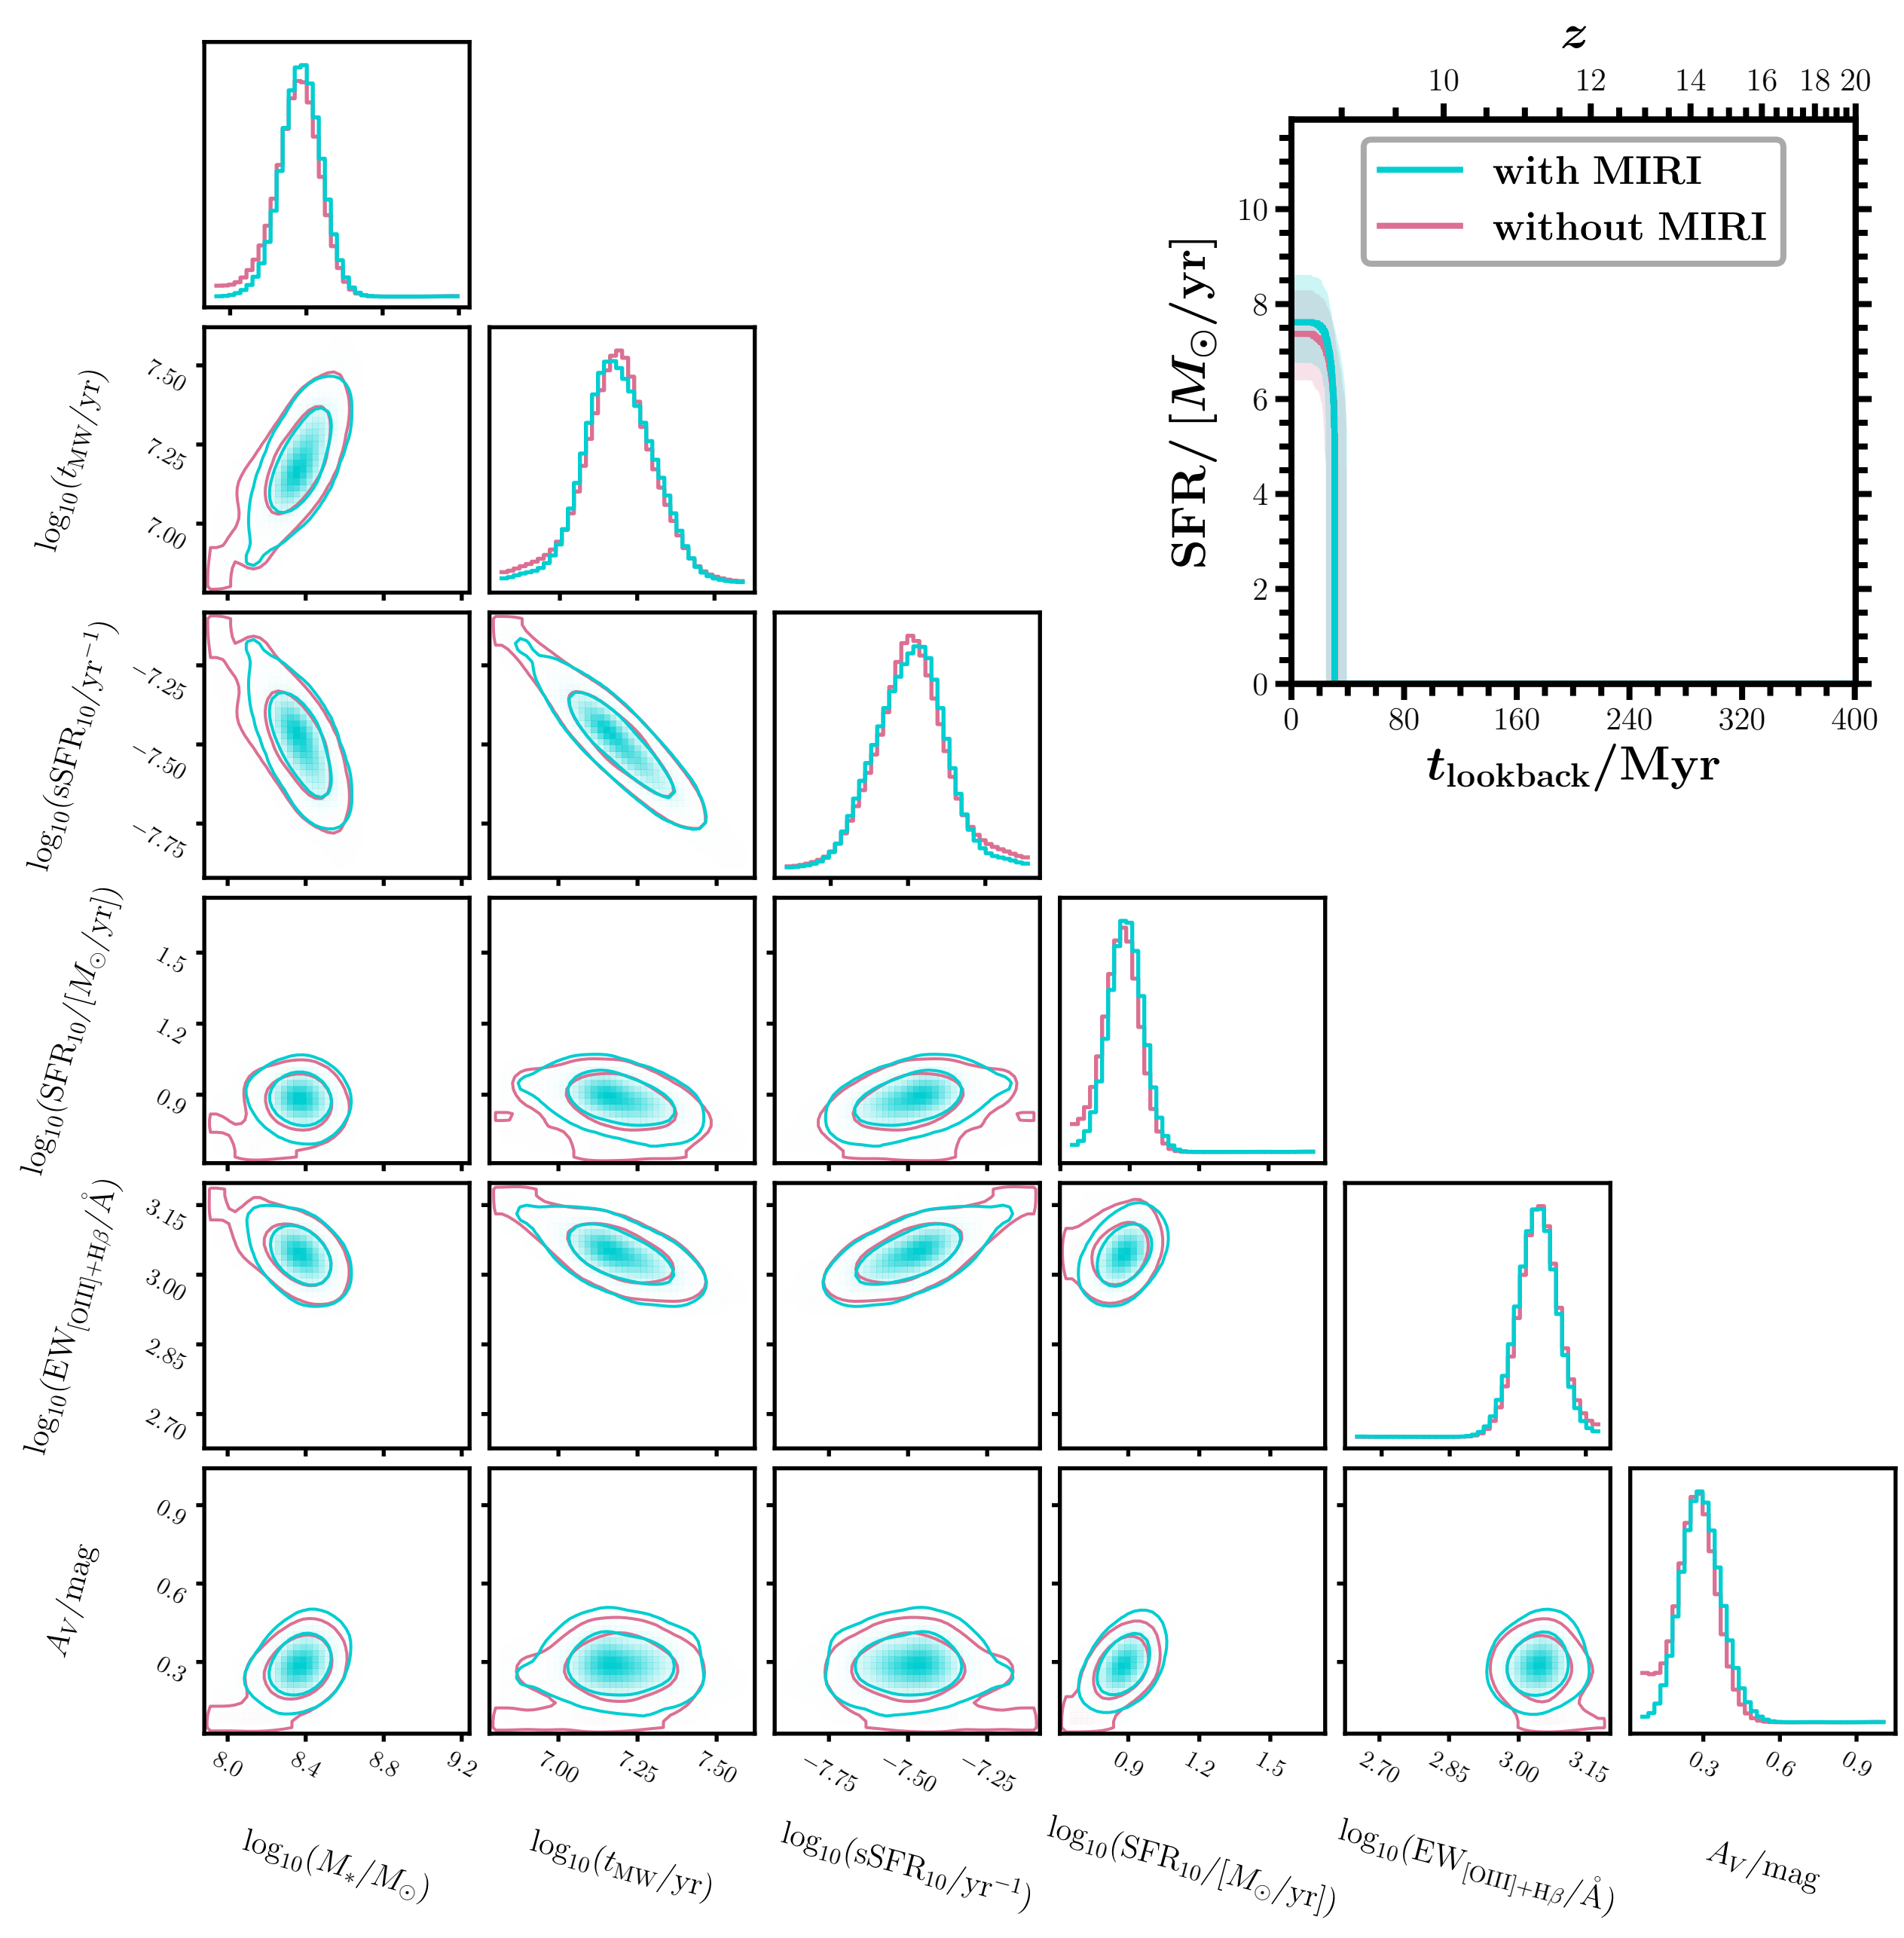 z
10 12 14 16 18 20
with MIRI
without MIRI
SFR/ [M⊙/yr]
10
8
6
4
2
0
0 80 160 240 320 400
t_lookback/Myr
log₁₀(t_MW/yr)
7.50
7.25
7.00
log₁₀(sSFR₁₀/yr⁻¹)
−7.25
−7.50
−7.75
log₁₀(SFR₁₀/[M⊙/yr])
1.5
1.2
0.9
log₁₀(EW_[OIII]+Hβ/Å)
3.15
3.00
2.85
2.70
A_V/mag
0.9
0.6
0.3
8.0 8.4 8.8 9.2
7.00 7.25 7.50
−7.75 −7.50 −7.25
0.9 1.2 1.5
2.70 2.85 3.00 3.15
0.3 0.6 0.9
log₁₀(M_*/M⊙)
log₁₀(t_MW/yr)
log₁₀(sSFR₁₀/yr⁻¹)
log₁₀(SFR₁₀/[M⊙/yr])
log₁₀(EW_[OIII]+Hβ/Å)
A_V/mag